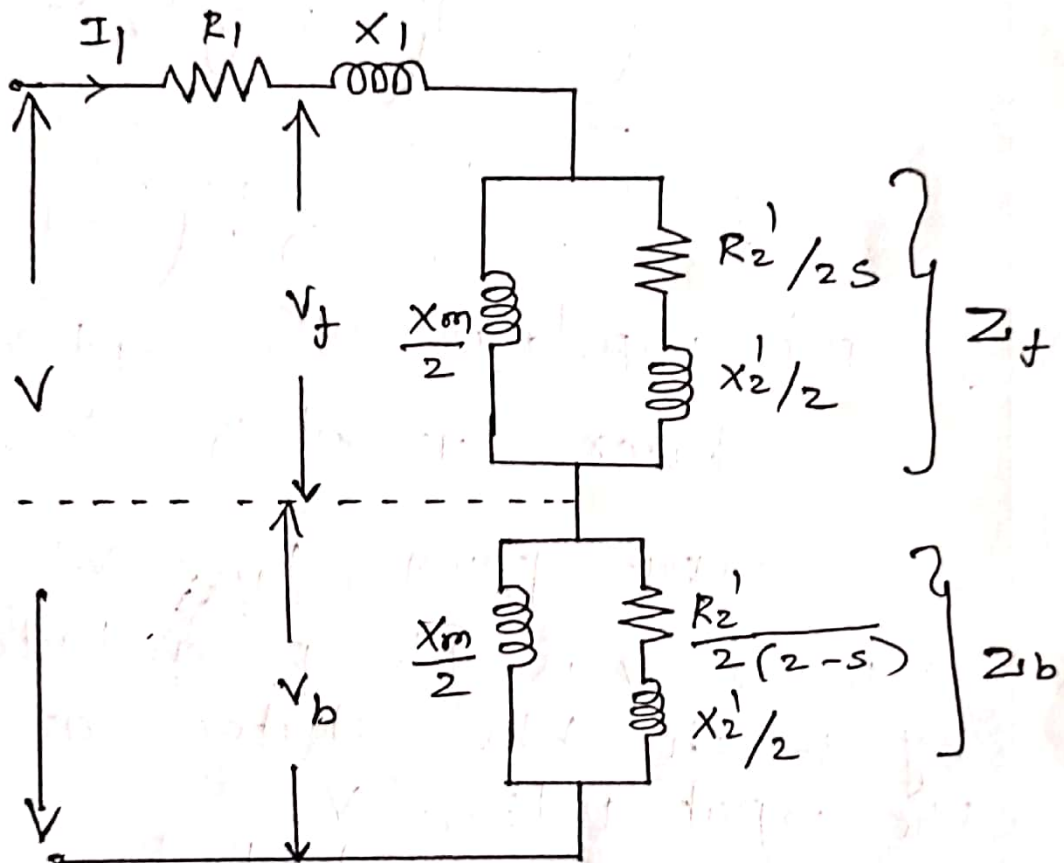 I1 R1 X1
R2'/2s
Xm/2
X2'/2
Zf
Vf
V
Xm/2
R2'/2(2-s)
X2'/2
Zb
Vb